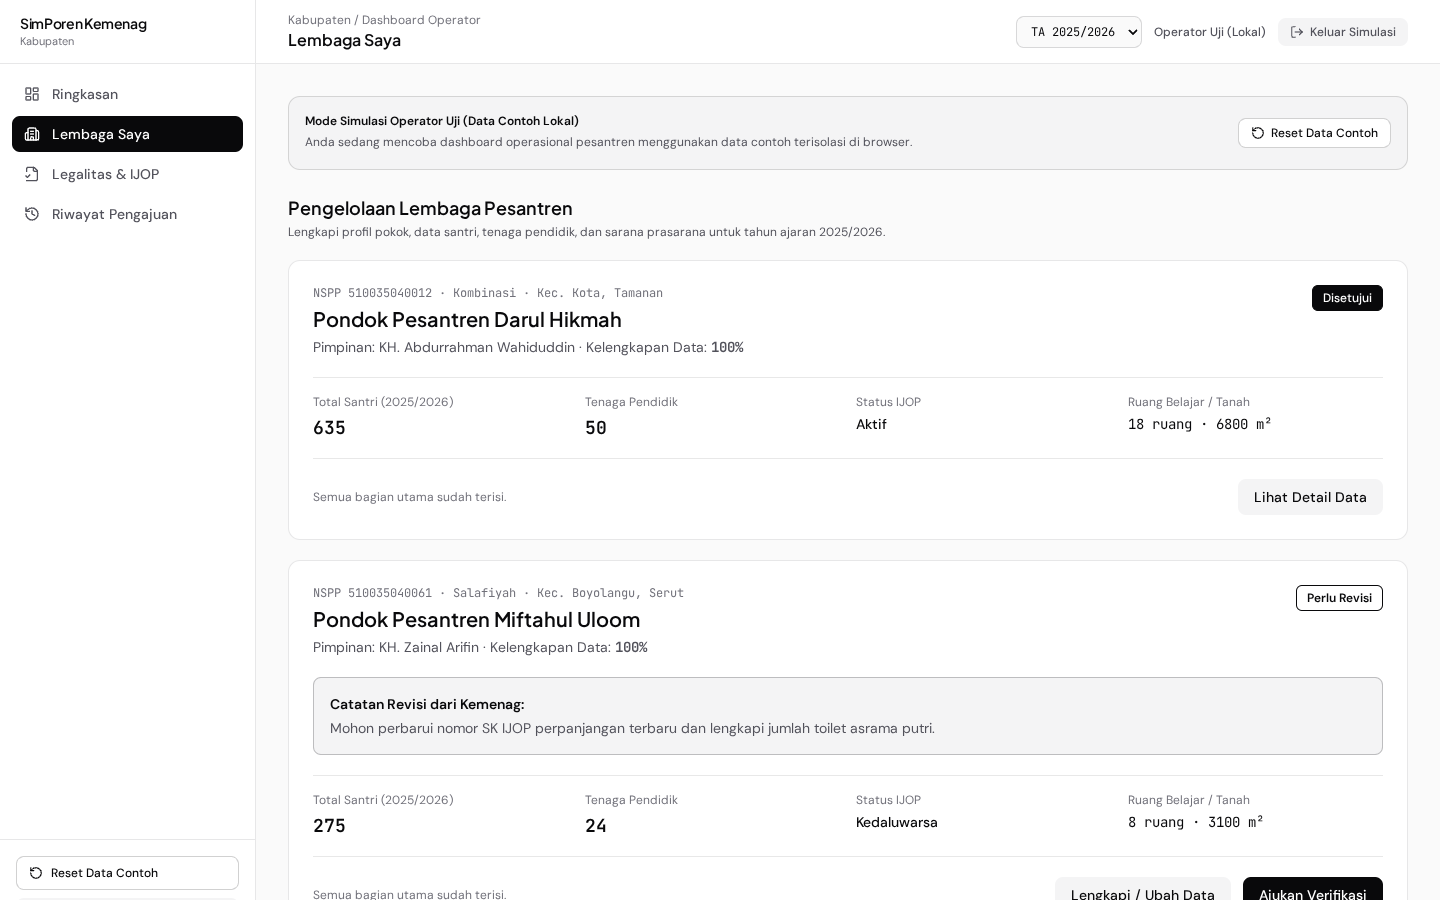 SimPoren Kemenag
Kabupaten
Ringkasan
Lembaga Saya
Legalitas & IJOP
Riwayat Pengajuan
Reset Data Contoh
Kabupaten / Dashboard Operator
Lembaga Saya
TA 2025/2026
Operator Uji (Lokal)
Keluar Simulasi
Mode Simulasi Operator Uji (Data Contoh Lokal)
Anda sedang mencoba dashboard operasional pesantren menggunakan data contoh terisolasi di browser.
Reset Data Contoh
Pengelolaan Lembaga Pesantren
Lengkapi profil pokok, data santri, tenaga pendidik, dan sarana prasarana untuk tahun ajaran 2025/2026.
NSPP 510035040012 · Kombinasi · Kec. Kota, Tamanan
Disetujui
Pondok Pesantren Darul Hikmah
Pimpinan: KH. Abdurrahman Wahiduddin · Kelengkapan Data: 100%
Total Santri (2025/2026)
635
Tenaga Pendidik
50
Status IJOP
Aktif
Ruang Belajar / Tanah
18 ruang · 6800 m²
Semua bagian utama sudah terisi.
Lihat Detail Data
NSPP 510035040061 · Salafiyah · Kec. Boyolangu, Serut
Perlu Revisi
Pondok Pesantren Miftahul Uloom
Pimpinan: KH. Zainal Arifin · Kelengkapan Data: 100%
Catatan Revisi dari Kemenag:
Mohon perbarui nomor SK IJOP perpanjangan terbaru dan lengkapi jumlah toilet asrama putri.
Total Santri (2025/2026)
275
Tenaga Pendidik
24
Status IJOP
Kedaluwarsa
Ruang Belajar / Tanah
8 ruang · 3100 m²
Semua bagian utama sudah terisi.
Lengkapi / Ubah Data
Ajukan Verifikasi